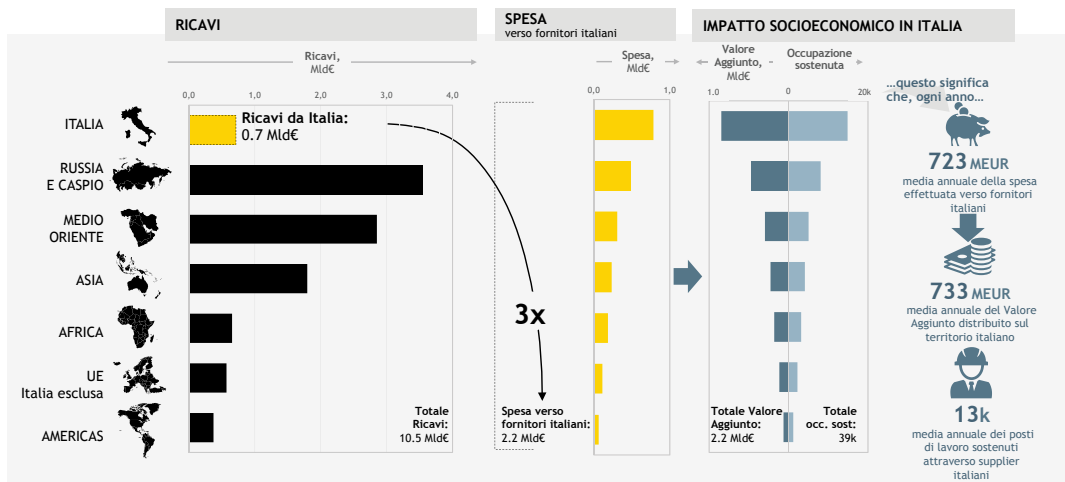 RICAVI
SPESA
verso fornitori italiani
IMPATTO SOCIOECONOMICO IN ITALIA
Ricavi,
Mld€
Spesa,
Mld€
Valore
Aggiunto,
Mld€
Occupazione
sostenuta
0,0 1,0 2,0 3,0 4,0
0,0 1,0
1,0 0 20k
…questo significa
che, ogni anno…
ITALIA
Ricavi da Italia:
0.7 Mld€
RUSSIA
E CASPIO
MEDIO
ORIENTE
ASIA
AFRICA
UE
Italia esclusa
AMERICAS
3x
Totale
Ricavi:
10.5 Mld€
Spesa verso
fornitori italiani:
2.2 Mld€
Totale Valore
Aggiunto:
2.2 Mld€
Totale
occ. sost:
39k
723 MEUR
media annuale della spesa
effettuata verso fornitori
italiani
733 MEUR
media annuale del Valore
Aggiunto distribuito sul
territorio italiano
13k
media annuale dei posti
di lavoro sostenuti
attraverso supplier
italiani